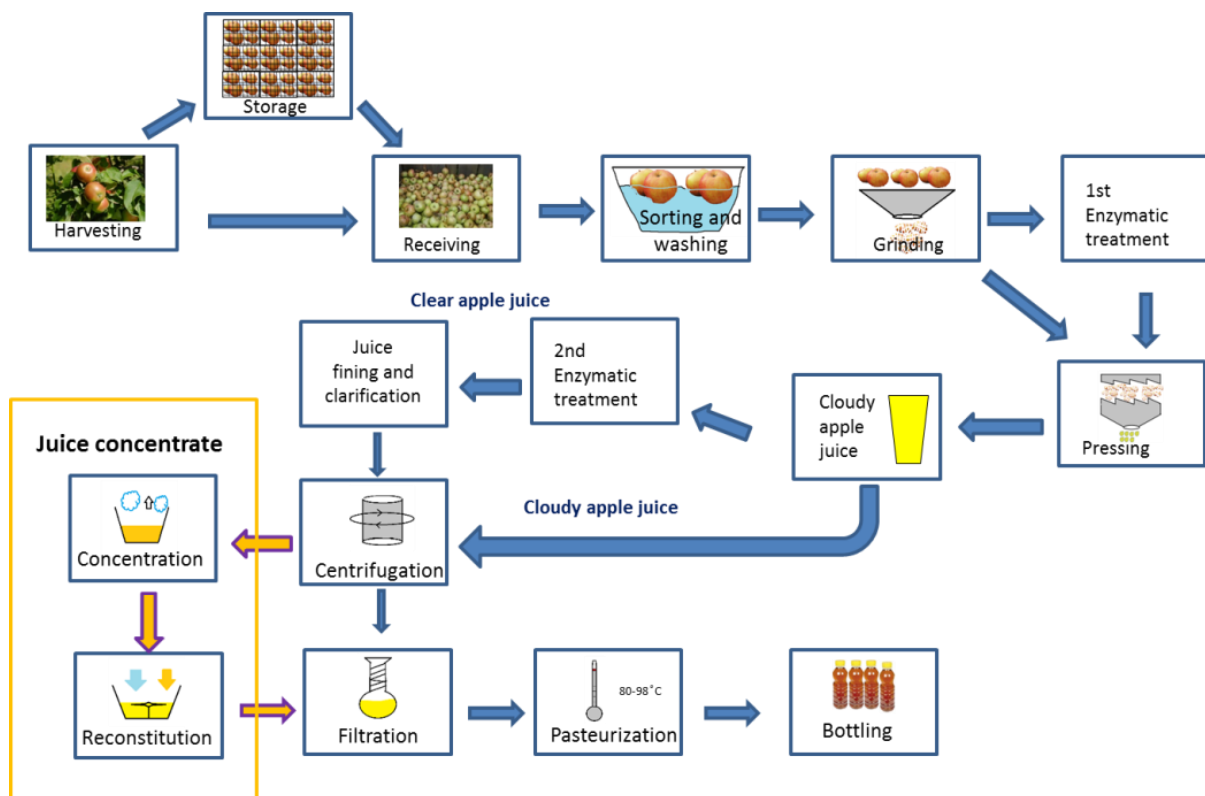 Storage
Harvesting
Receiving
Sorting and
washing
Grinding
1st
Enzymatic
treatment
Clear apple juice
Juice
fining and
clarification
2nd
Enzymatic
treatment
Cloudy
apple
juice
Pressing
Juice concentrate
Concentration
Cloudy apple juice
Centrifugation
Reconstitution
Filtration
80-98˚C
Pasteurization
Bottling